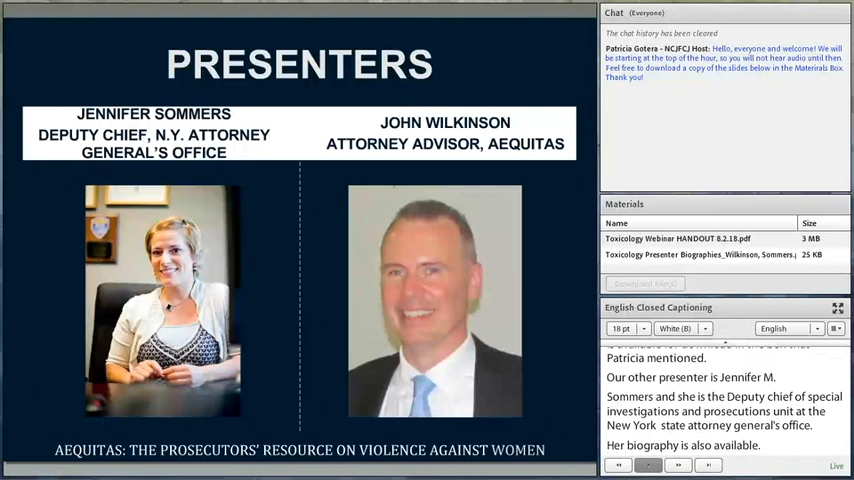 PRESENTERS
JENNIFER SOMMERS
DEPUTY CHIEF, N.Y. ATTORNEY
GENERAL'S OFFICE
JOHN WILKINSON
ATTORNEY ADVISOR, AEQUITAS
AEQUITAS: THE PROSECUTORS' RESOURCE ON VIOLENCE AGAINST WOMEN
Chat (Everyone)
The chat history has been cleared
Patricia Gotera - NCJFCJ Host: Hello, everyone and welcome! We will
be starting at the top of the hour, so you will not hear audio until then.
Feel free to download a copy of the slides below in the Materirals Box.
Thank you!
Materials
Name Size
Toxicology Webinar HANDOUT 8.2.18.pdf 3 MB
Toxicology Presenter Biographies_Wilkinson, Sommers.p 25 KB
Download File(s)
English Closed Captioning
18 pt White (B) English
Patricia mentioned.
Our other presenter is Jennifer M.
Sommers and she is the Deputy chief of special
investigations and prosecutions unit at the
New York state attorney general's office.
Her biography is also available.
Live